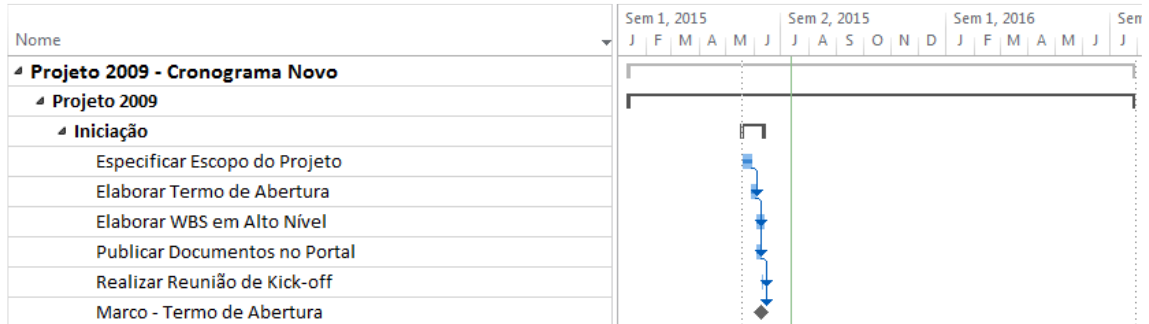 Sem 1, 2015 Sem 2, 2015 Sem 1, 2016 Sem
Nome J F M A M J J A S O N D J F M A M J J
Projeto 2009 - Cronograma Novo
Projeto 2009
Iniciação
Especificar Escopo do Projeto
Elaborar Termo de Abertura
Elaborar WBS em Alto Nível
Publicar Documentos no Portal
Realizar Reunião de Kick-off
Marco - Termo de Abertura